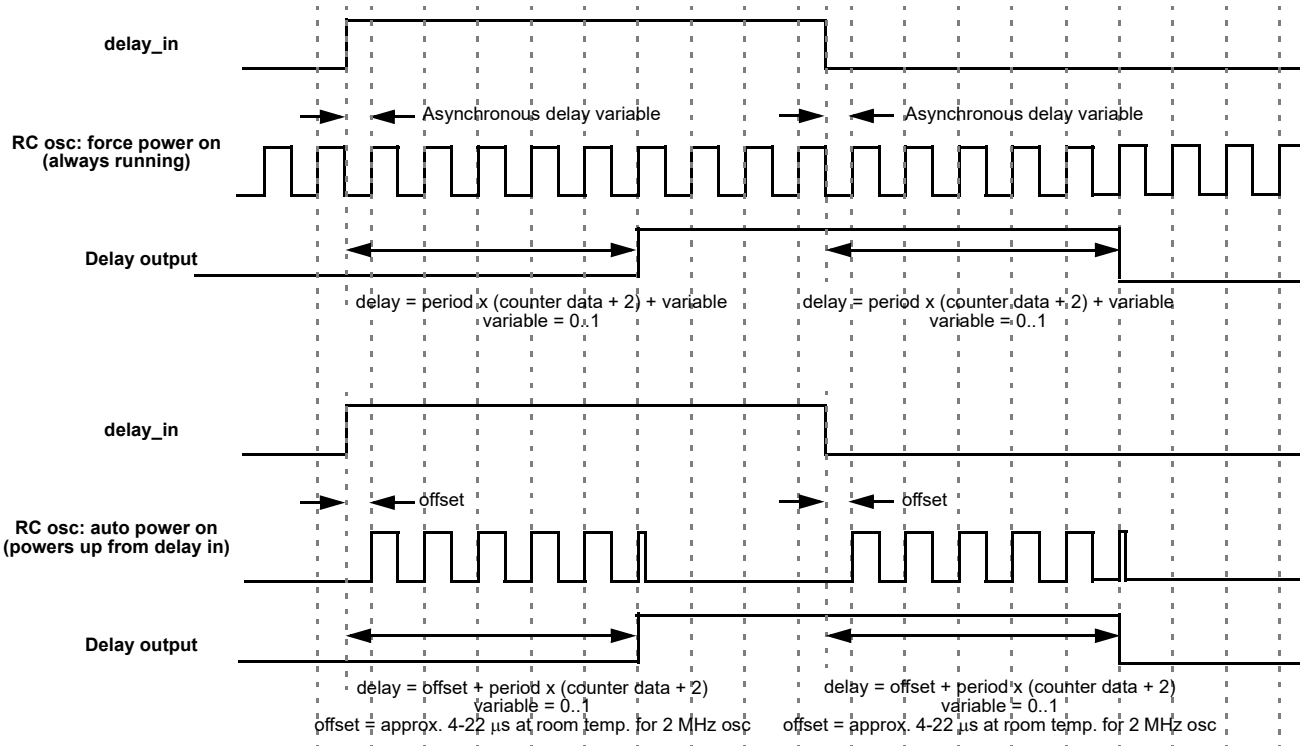 delay_in
Asynchronous delay variable
Asynchronous delay variable
RC osc: force power on
(always running)
Delay output
delay = period x (counter data + 2) + variable
variable = 0..1
delay = period x (counter data + 2) + variable
variable = 0..1
delay_in
offset
offset
RC osc: auto power on
(powers up from delay in)
Delay output
delay = offset + period x (counter data + 2)
variable = 0..1
offset = approx. 4-22 μs at room temp. for 2 MHz osc
delay = offset + period x (counter data + 2)
variable = 0..1
offset = approx. 4-22 μs at room temp. for 2 MHz osc